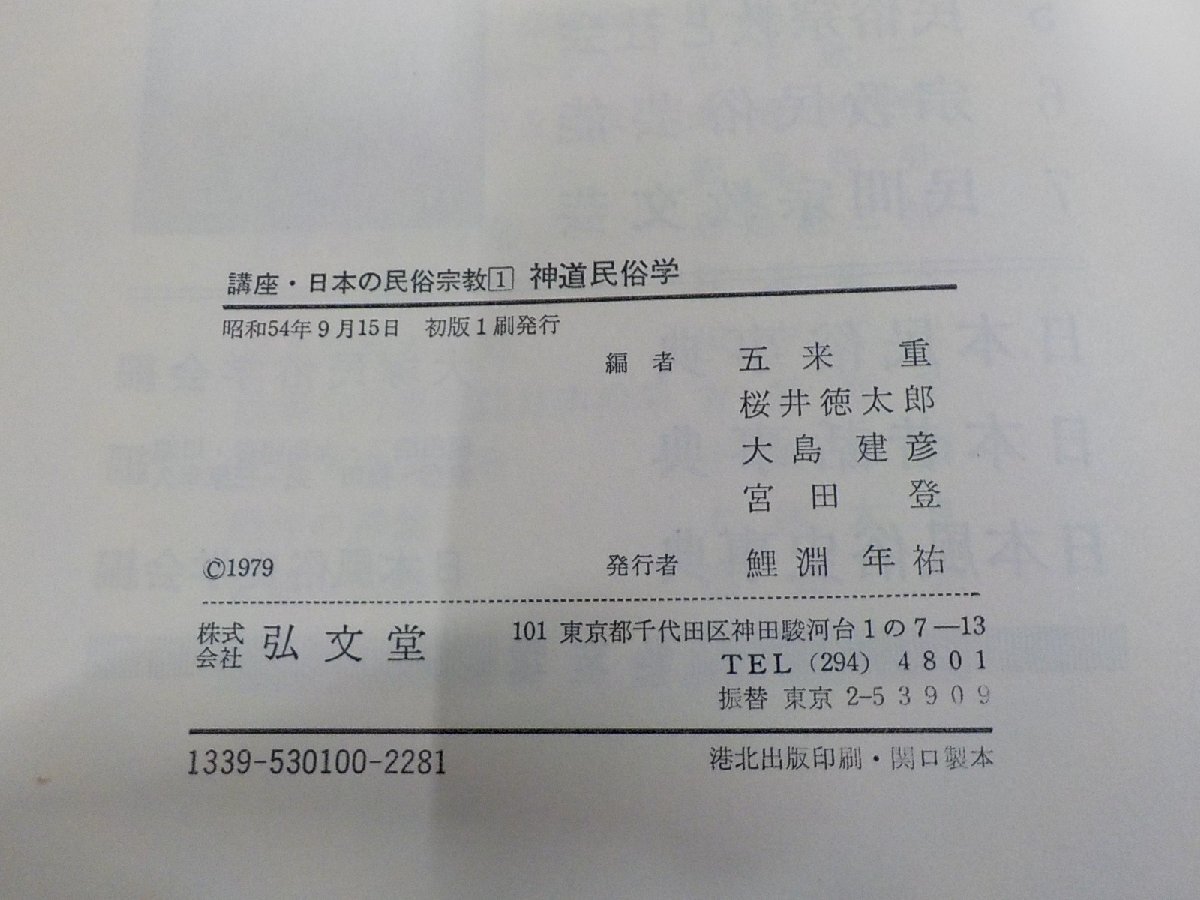 講座・日本の民俗宗教1 神道民俗学
昭和54年9月15日 初版1刷発行
編者 五来重
桜井徳太郎
大島建彦
宮田登
©1979
発行者 鯉淵年祐
株式会社 弘文堂
101 東京都千代田区神田駿河台1の7—13
TEL (294) 4801
振替 東京 2-53909
1339-530100-2281
港北出版印刷・関口製本